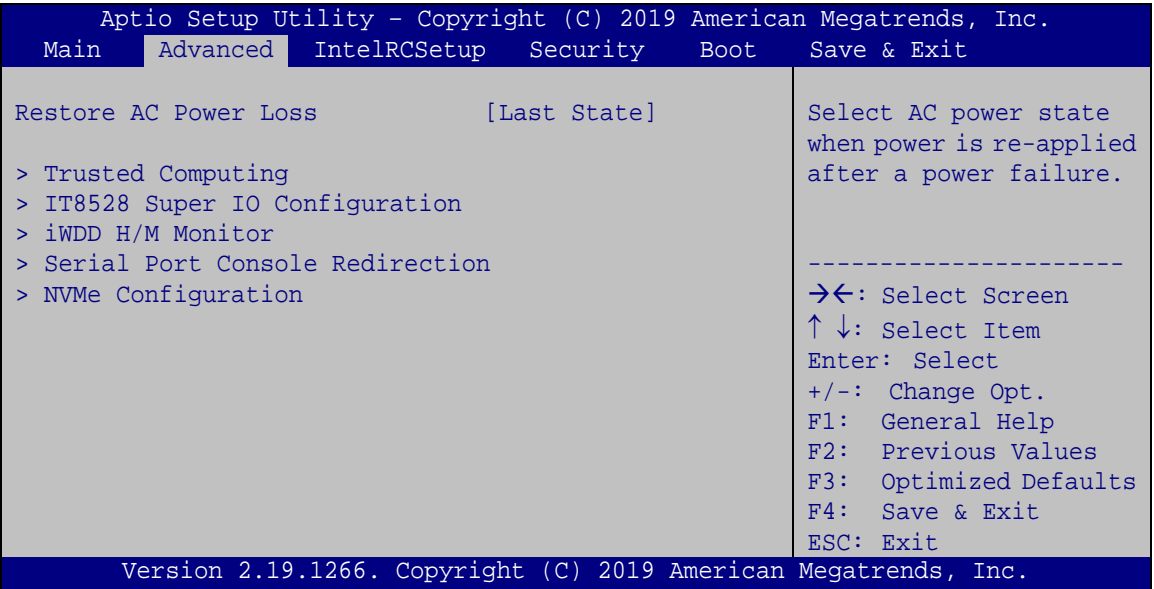 Aptio Setup Utility – Copyright (C) 2019 American Megatrends, Inc.
Main Advanced IntelRCSetup Security Boot Save & Exit
Restore AC Power Loss [Last State]
> Trusted Computing
> IT8528 Super IO Configuration
> iWDD H/M Monitor
> Serial Port Console Redirection
> NVMe Configuration
Select AC power state
when power is re-applied
after a power failure.
----------------------
→←: Select Screen
↑ ↓: Select Item
Enter: Select
+/-: Change Opt.
F1: General Help
F2: Previous Values
F3: Optimized Defaults
F4: Save & Exit
ESC: Exit
Version 2.19.1266. Copyright (C) 2019 American Megatrends, Inc.